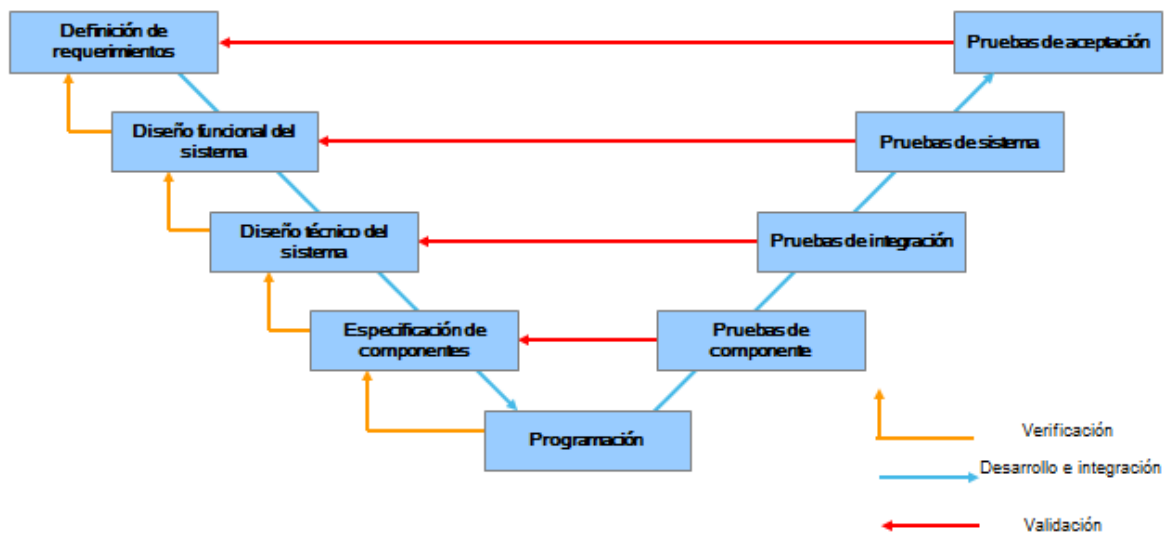 Definición de
requerimientos
Pruebas de aceptación
Diseño funcional del
sistema
Pruebas de sistema
Diseño técnico del
sistema
Pruebas de integración
Especificación de
componentes
Pruebas de
componente
Programación
Verificación
Desarrollo e integración
Validación